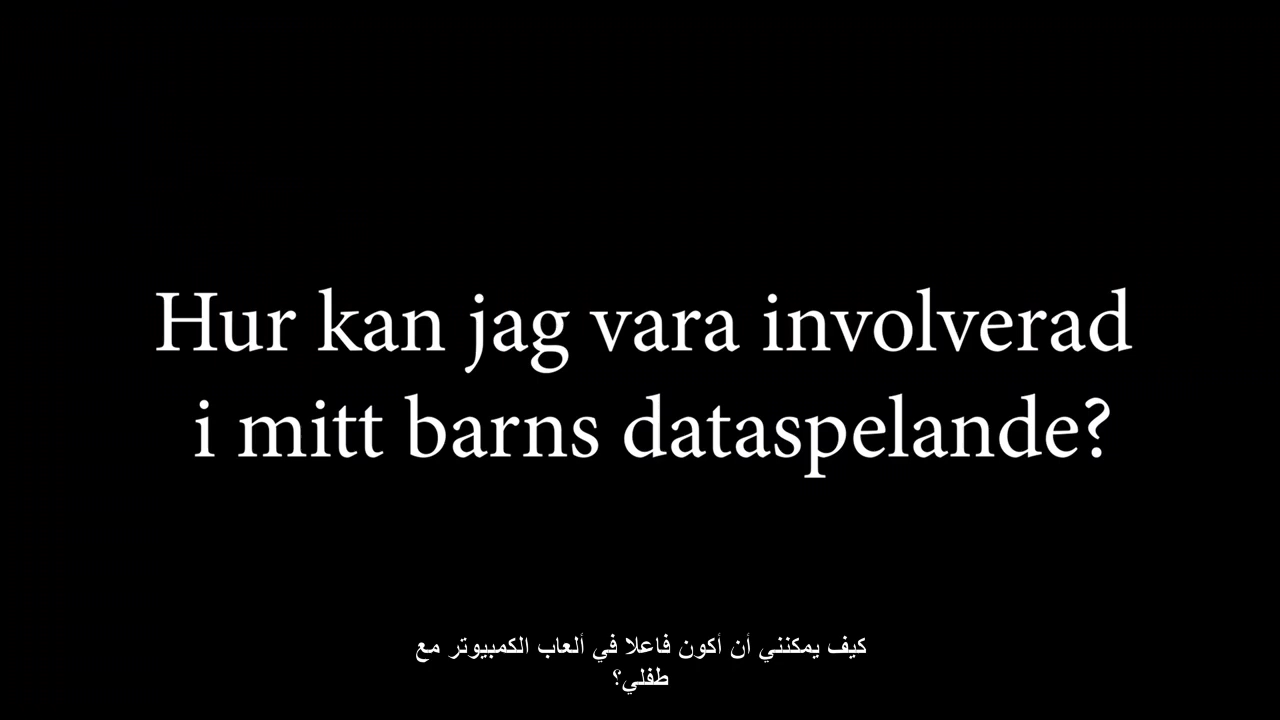 Hur kan jag vara involverad
i mitt barns dataspelande?
كيف يمكنني أن أكون فاعلا في ألعاب الكمبيوتر مع
طفلي؟